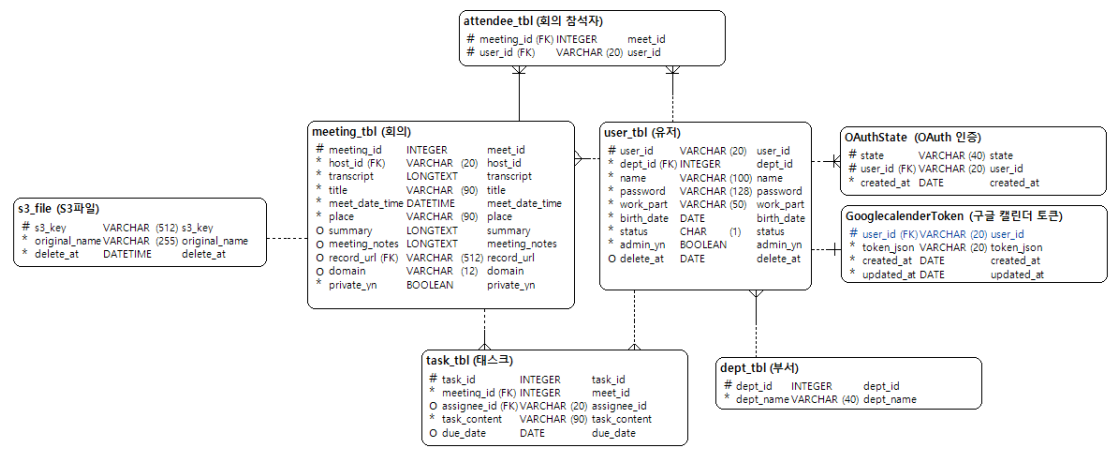 attendee_tbl (회의 참석자)
# meeting_id (FK) INTEGER meet_id
# user_id (FK) VARCHAR (20) user_id
meeting_tbl (회의)
# meeting_id INTEGER meet_id
* host_id (FK) VARCHAR (20) host_id
* transcript LONGTEXT transcript
* title VARCHAR (90) title
* meet_date_time DATETIME meet_date_time
* place VARCHAR (90) place
o summary LONGTEXT summary
o meeting_notes LONGTEXT meeting_notes
o record_url (FK) VARCHAR (512) record_url
o domain VARCHAR (12) domain
* private_yn BOOLEAN private_yn
user_tbl (유저)
# user_id VARCHAR (20) user_id
* dept_id (FK) INTEGER dept_id
* name VARCHAR (100) name
* password VARCHAR (128) password
* work_part VARCHAR (50) work_part
* birth_date DATE birth_date
* status CHAR (1) status
* admin_yn BOOLEAN admin_yn
o delete_at DATE delete_at
OAuthState (OAuth 인증)
# state VARCHAR (40) state
# user_id (FK) VARCHAR (20) user_id
* created_at DATE created_at
s3_file (S3파일)
# s3_key VARCHAR (512) s3_key
* original_name VARCHAR (255) original_name
* delete_at DATETIME delete_at
GooglecalenderToken (구글 캘린더 토큰)
# user_id (FK) VARCHAR (20) user_id
* token_json VARCHAR (20) token_json
* created_at DATE created_at
* updated_at DATE updated_at
task_tbl (태스크)
# task_id INTEGER task_id
* meeting_id (FK) INTEGER meet_id
o assignee_id (FK) VARCHAR (20) assignee_id
* task_content VARCHAR (90) task_content
o due_date DATE due_date
dept_tbl (부서)
# dept_id INTEGER dept_id
* dept_name VARCHAR (40) dept_name